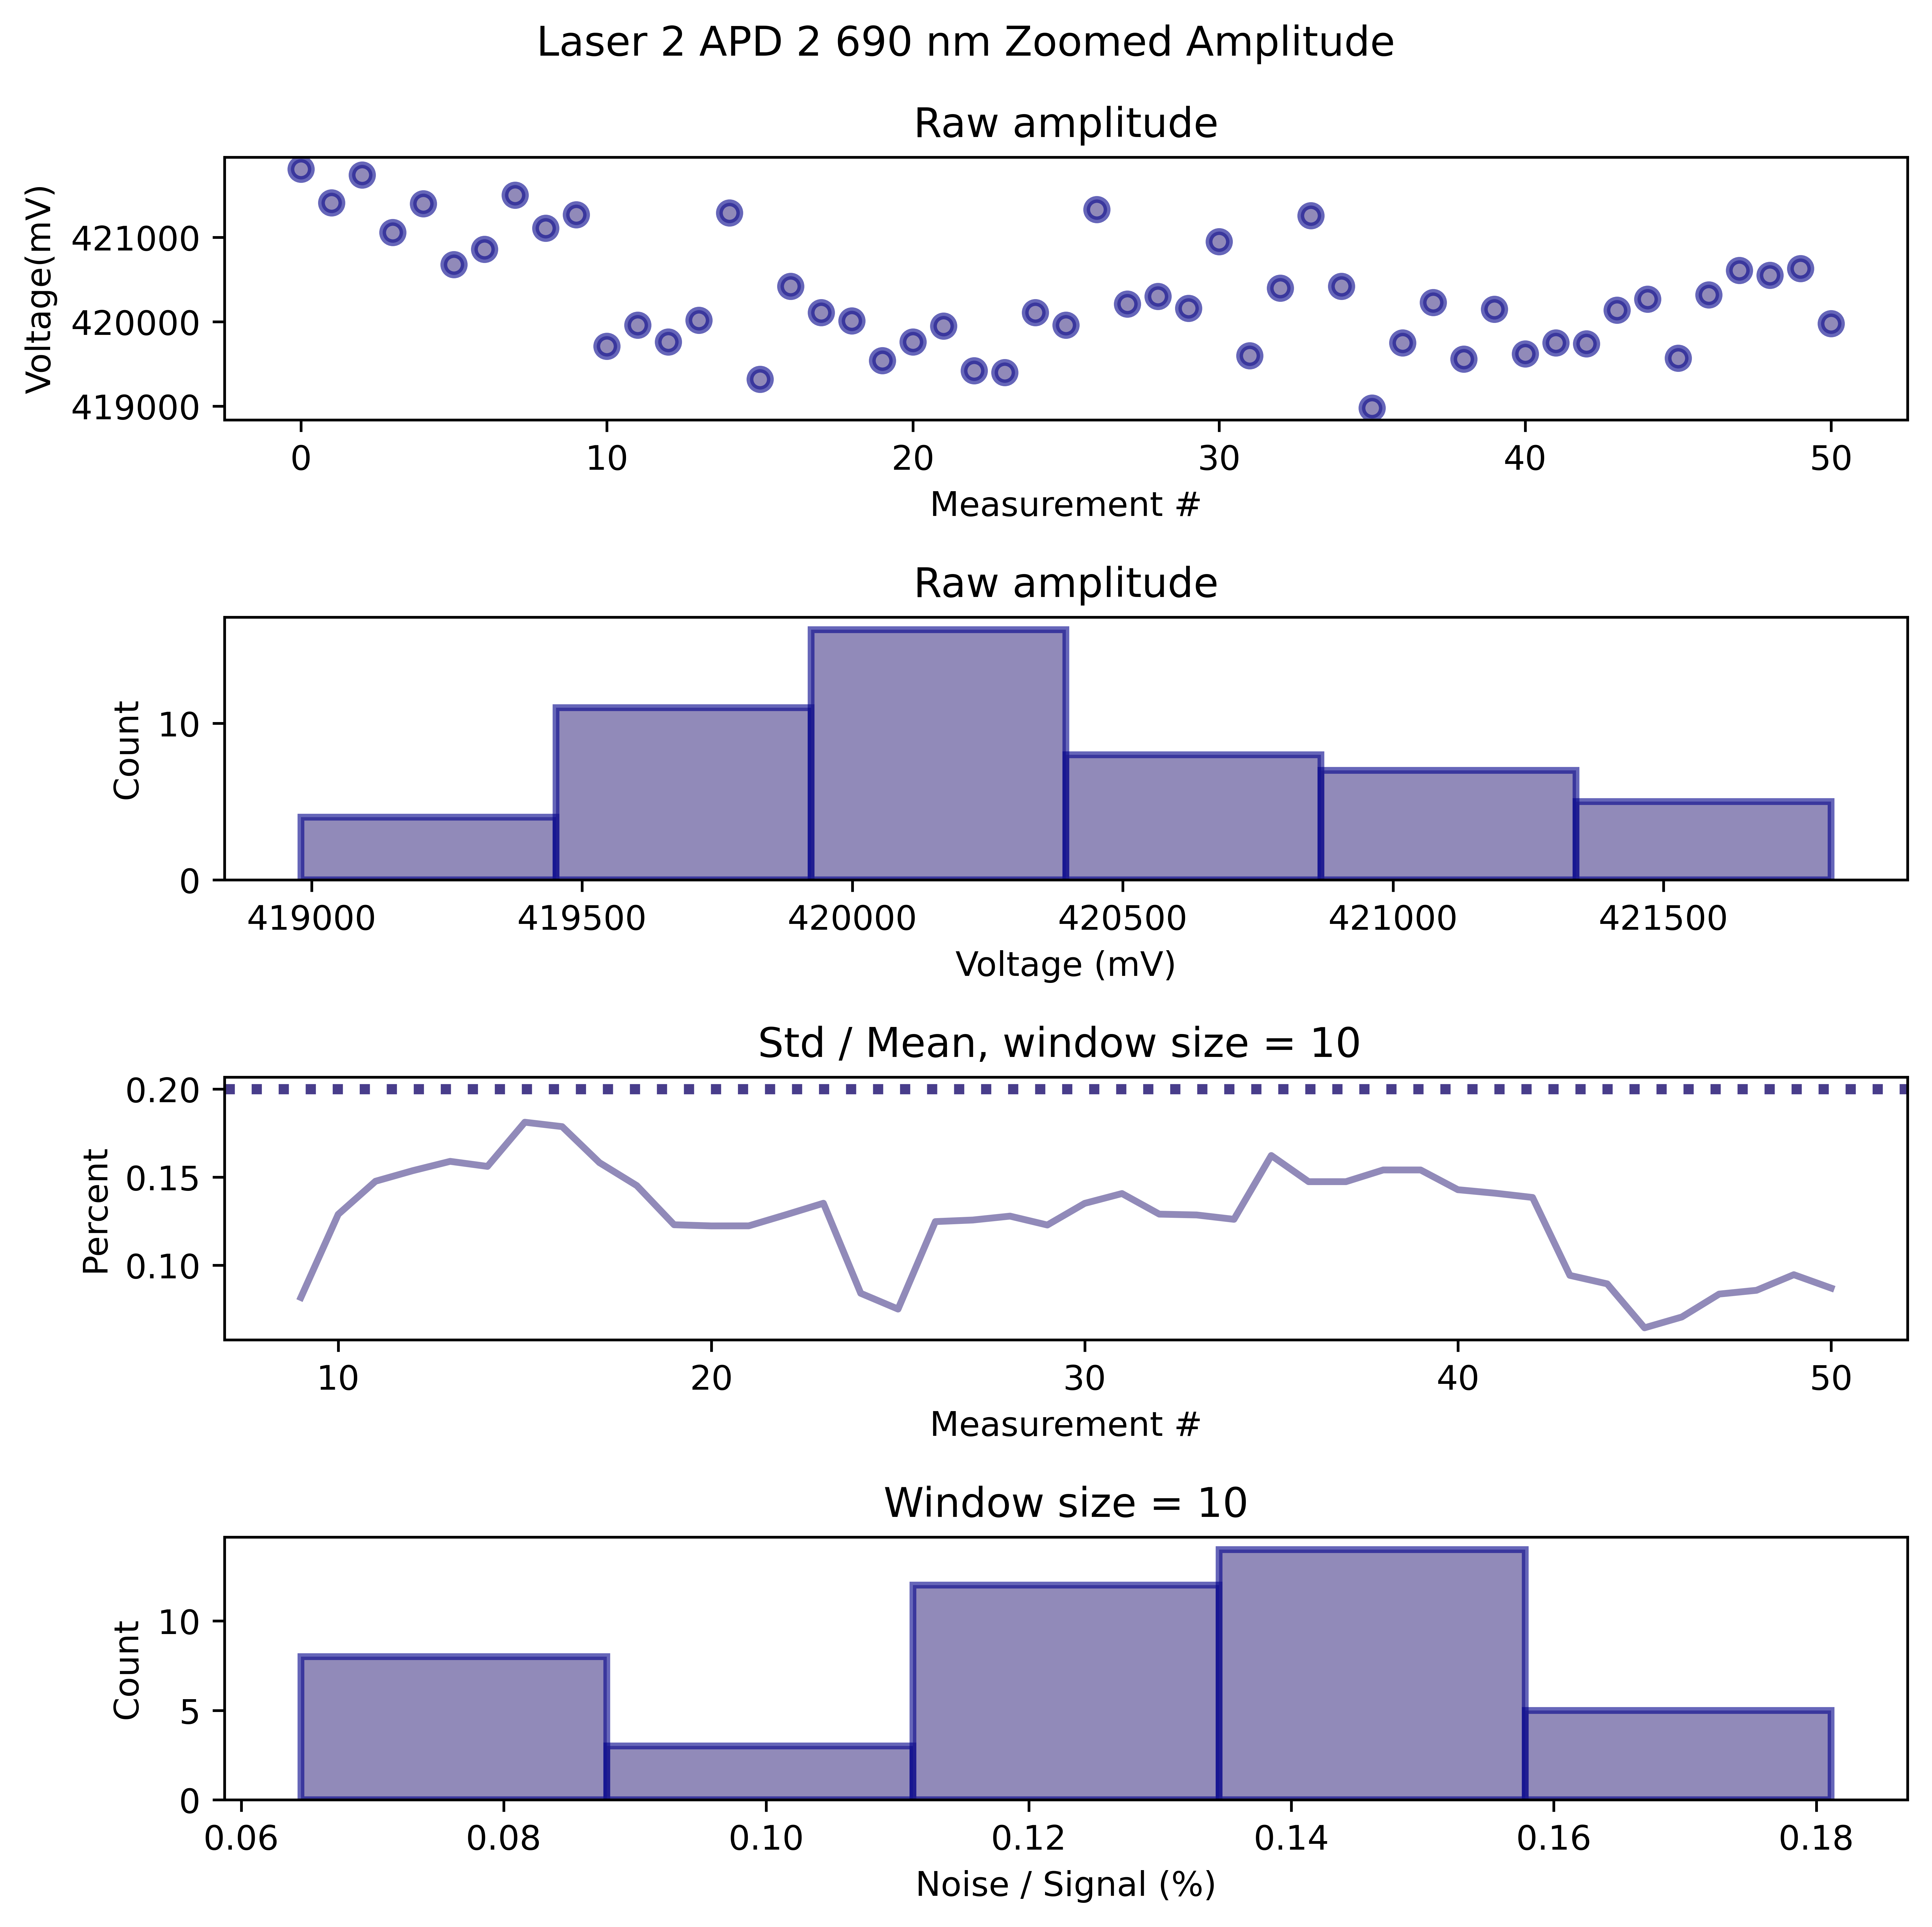 Laser 2 APD 2 690 nm Zoomed Amplitude
Raw amplitude
Voltage(mV)
421000
420000
419000
0 10 20 30 40 50
Measurement #
Raw amplitude
Count
10
0
419000 419500 420000 420500 421000 421500
Voltage (mV)
Std / Mean, window size = 10
Percent
0.20
0.15
0.10
10 20 30 40 50
Measurement #
Window size = 10
Count
10
5
0
0.06 0.08 0.10 0.12 0.14 0.16 0.18
Noise / Signal (%)